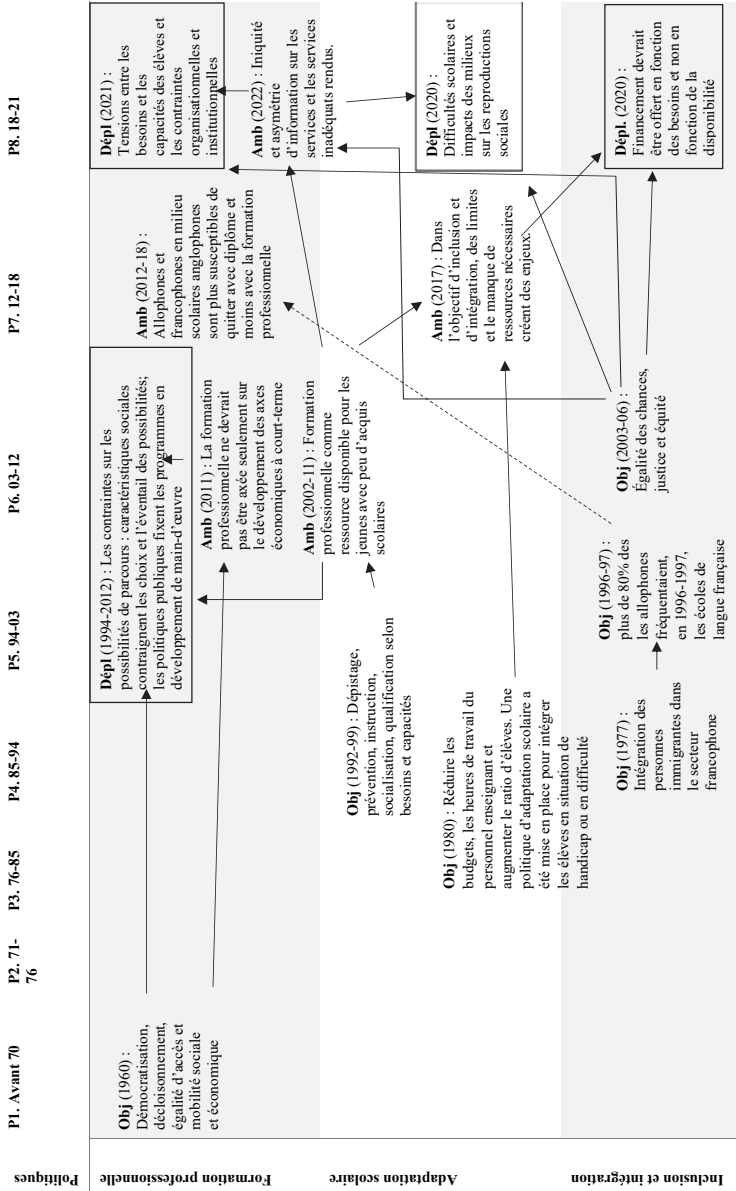 Politiques
P1. Avant 70
P2. 71-
76
P3. 76-85
P4. 85-94
P5. 94-03
P6. 03-12
P7. 12-18
P8. 18-21
Formation professionnelle
Obj (1960) :
Démocratisation,
décloisonnement,
égalité d'accès et
mobilité sociale
et économique
Dépl (1994-2012) : Les contraintes sur les
possibilités de parcours : caractéristiques sociales
contraignent les choix et l'éventail des possibilités;
les politiques publiques fixent les programmes en
développement de main-d'œuvre
Amb (2011) : La formation
professionnelle ne devrait
pas être axée seulement sur
le développement des axes
économiques à court-terme
Amb (2012-18) :
Allophones et
francophones en milieu
scolaires anglophones
sont plus susceptibles de
quitter avec diplôme et
moins avec la formation
professionnelle
Dépl (2021) :
Tensions entre les
besoins et les
capacités des élèves et
les contraintes
organisationnelles et
institutionnelles
Amb (2002-11) : Formation
professionnelle comme
ressource disponible pour les
jeunes avec peu d'acquis
scolaires
Amb (2022) : Iniquité
et asymétrie
d'information sur les
services et les services
inadéquats rendus.
Adaptation scolaire
Obj (1992-99) : Dépistage,
prévention, instruction,
socialisation, qualification selon
besoins et capacités
Obj (1980) : Réduire les
budgets, les heures de travail du
personnel enseignant et
augmenter le ratio d'élèves. Une
politique d'adaptation scolaire a
été mise en place pour intégrer
les élèves en situation de
handicap ou en difficulté
Amb (2017) : Dans
l'objectif d'inclusion et
d'intégration, des limites
et le manque de
ressources nécessaires
créent des enjeux.
Dépl (2020) :
Difficultés scolaires et
impacts des milieux
sur les reproductions
sociales
Inclusion et intégration
Obj (1977) :
Intégration des
personnes
immigrantes dans
le secteur
francophone
Obj (1996-97) :
plus de 80% des
les allophones
fréquentaient,
en 1996-1997,
les écoles de
langue française
Obj (2003-06) :
Égalité des chances,
justice et équité
Dépl. (2020) :
Financement devrait
être offert en fonction
des besoins et non en
fonction de la
disponibilité